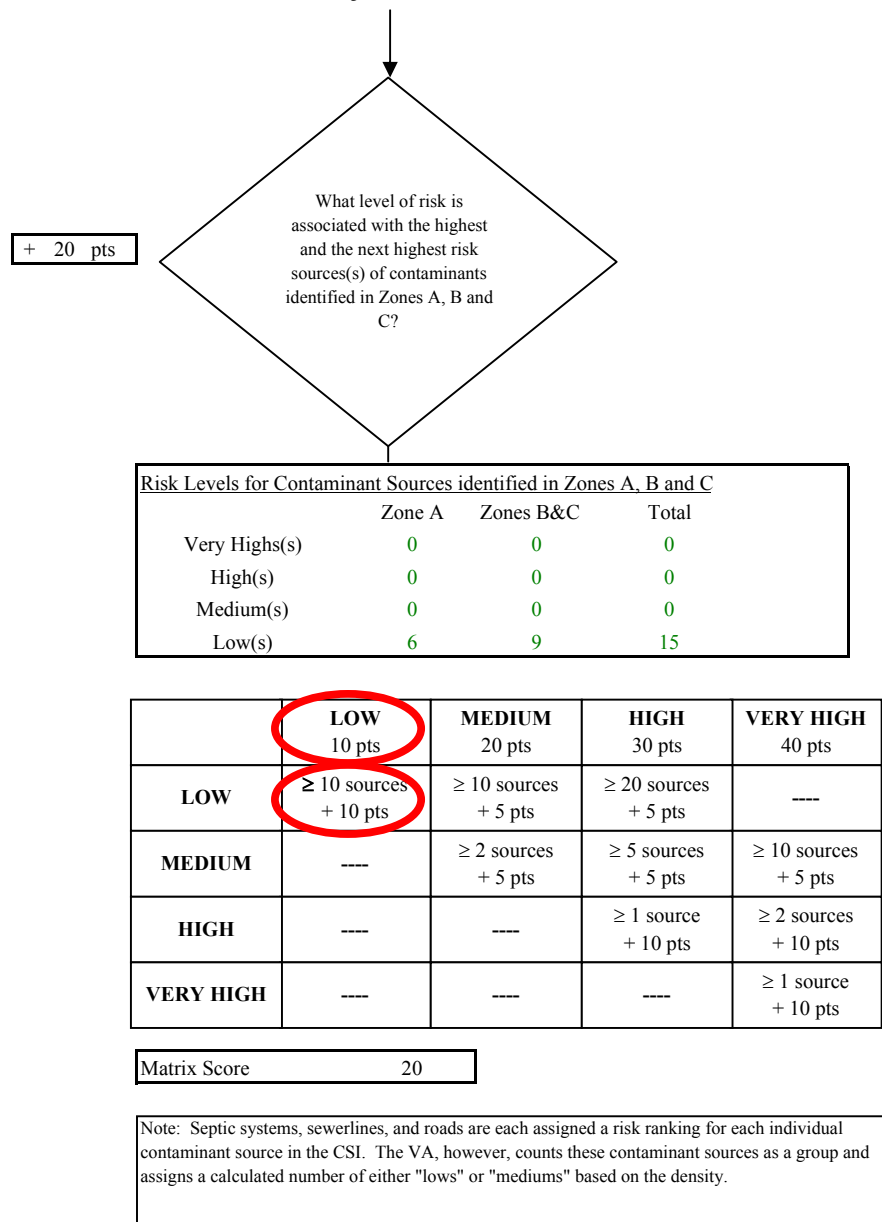 What level of risk is
associated with the highest
and the next highest risk
sources(s) of contaminants
identified in Zones A, B and
C?
+ 20 pts
Risk Levels for Contaminant Sources identified in Zones A, B and C
Zone A Zones B&C Total
Very Highs(s) 0 0 0
High(s) 0 0 0
Medium(s) 0 0 0
Low(s) 6 9 15
LOW MEDIUM HIGH VERY HIGH
10 pts 20 pts 30 pts 40 pts
LOW ≥ 10 sources + 10 pts ≥ 10 sources + 5 pts ≥ 20 sources + 5 pts ----
MEDIUM ---- ≥ 2 sources + 5 pts ≥ 5 sources + 5 pts ≥ 10 sources + 5 pts
HIGH ---- ---- ≥ 1 source + 10 pts ≥ 2 sources + 10 pts
VERY HIGH ---- ---- ---- ≥ 1 source + 10 pts
Matrix Score 20
Note: Septic systems, sewerlines, and roads are each assigned a risk ranking for each individual
contaminant source in the CSI. The VA, however, counts these contaminant sources as a group and
assigns a calculated number of either "lows" or "mediums" based on the density.